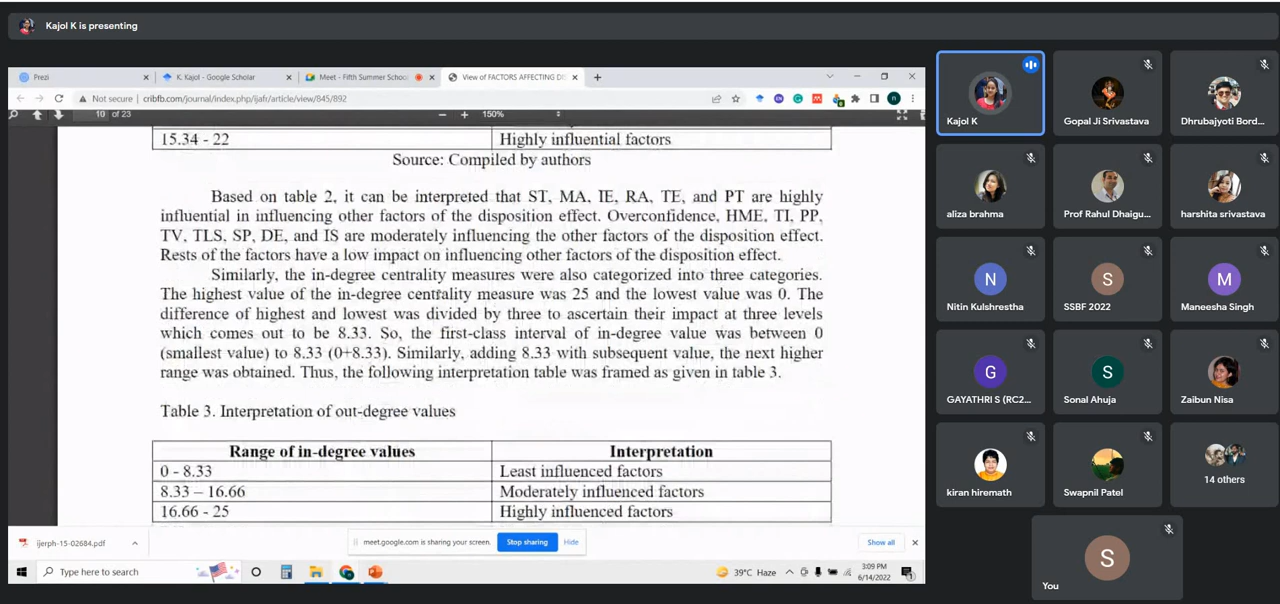 Kajol K is presenting
Prezi
K. Kajol - Google Scholar
Meet - Fifth Summer School
View of FACTORS AFFECTING DI
Not secure | cribfb.com/journal/index.php/ijafr/article/view/845/892
10 of 23
150%
15.34 - 22 Highly influential factors
Source: Compiled by authors
Based on table 2, it can be interpreted that ST, MA, IE, RA, TE, and PT are highly
influential in influencing other factors of the disposition effect. Overconfidence, HME, TI, PP,
TV, TLS, SP, DE, and IS are moderately influencing the other factors of the disposition effect.
Rests of the factors have a low impact on influencing other factors of the disposition effect.
Similarly, the in-degree centrality measures were also categorized into three categories.
The highest value of the in-degree centrality measure was 25 and the lowest value was 0. The
difference of highest and lowest was divided by three to ascertain their impact at three levels
which comes out to be 8.33. So, the first-class interval of in-degree value was between 0
(smallest value) to 8.33 (0+8.33). Similarly, adding 8.33 with subsequent value, the next higher
range was obtained. Thus, the following interpretation table was framed as given in table 3.
Table 3. Interpretation of out-degree values
Range of in-degree values Interpretation
0 - 8.33 Least influenced factors
8.33 – 16.66 Moderately influenced factors
16.66 - 25 Highly influenced factors
meet.google.com is sharing your screen.
Stop sharing
Hide
ijerph-15-02684.pdf
Show all
Type here to search
39°C Haze
3:09 PM
6/14/2022
Kajol K
Gopal Ji Srivastava
Dhrubajyoti Bord...
aliza brahma
Prof Rahul Dhaigu...
harshita srivastava
N
Nitin Kulshrestha
S
SSBF 2022
M
Maneesha Singh
G
GAYATHRI S (RC2...
S
Sonal Ahuja
Zaibun Nisa
kiran hiremath
Swapnil Patel
14 others
S
You